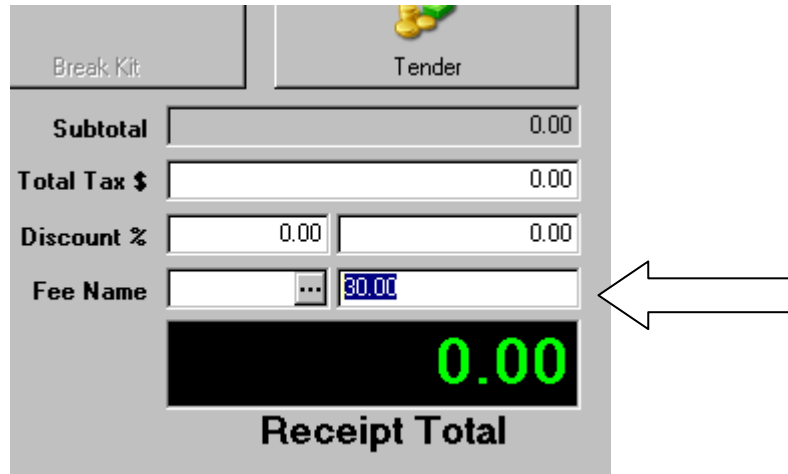 Break Kit
Tender
Subtotal 0.00
Total Tax $ 0.00
Discount % 0.00 0.00
Fee Name ... 30.00
0.00
Receipt Total